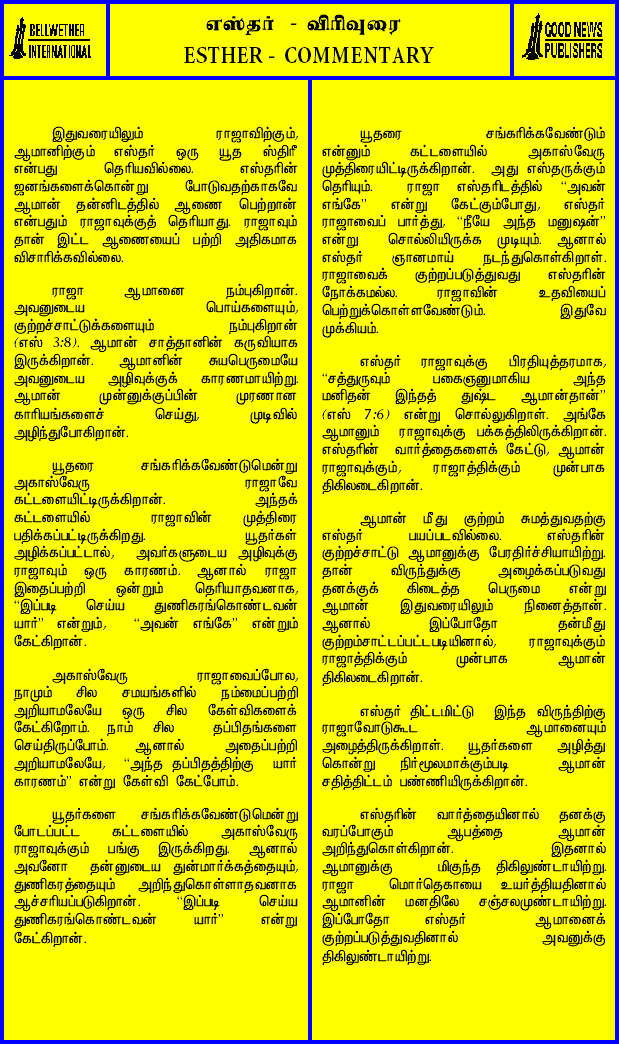 BELLWETHER
INTERNATIONAL
எஸ்தர் - விரிவுரை
ESTHER - COMMENTARY
GOOD NEWS
PUBLISHERS
இதுவரையிலும் ராஜாவிற்கும்,
ஆமானிற்கும் எஸ்தர் ஒரு யூத ஸ்திரீ
என்பது தெரியவில்லை. எஸ்தரின்
ஜனங்களைக்கொன்று போடுவதற்காகவே
ஆமான் தன்னிடத்தில் ஆணை பெற்றான்
என்பதும் ராஜாவுக்குத் தெரியாது. ராஜாவும்
தான் இட்ட ஆணையைப் பற்றி அதிகமாக
விசாரிக்கவில்லை.
ராஜா ஆமானை நம்புகிறான்.
அவனுடைய பொய்களையும்,
குற்றச்சாட்டுக்களையும் நம்புகிறான்
(எஸ் 3:8). ஆமான் சாத்தானின் கருவியாக
இருக்கிறான். ஆமானின் சுயபெருமையே
அவனுடைய அழிவுக்குக் காரணமாயிற்று.
ஆமான் முன்னுக்குப்பின் முரணான
காரியங்களைச் செய்து, முடிவில்
அழிந்துபோகிறான்.
யூதரை சங்கரிக்கவேண்டுமென்று
அகாஸ்வேரு ராஜாவே
கட்டளையிட்டிருக்கிறான். அந்தக்
கட்டளையில் ராஜாவின் முத்திரை
பதிக்கப்பட்டிருக்கிறது. யூதர்கள்
அழிக்கப்பட்டால், அவர்களுடைய அழிவுக்கு
ராஜாவும் ஒரு காரணம். ஆனால் ராஜா
இதைப்பற்றி ஒன்றும் தெரியாதவனாக,
“இப்படி செய்ய துணிகரங்கொண்டவன்
யார்” என்றும், “அவன் எங்கே” என்றும்
கேட்கிறான்.
அகாஸ்வேரு ராஜாவைப்போல,
நாமும் சில சமயங்களில் நம்மைப்பற்றி
அறியாமலேயே ஒரு சில கேள்விகளைக்
கேட்கிறோம். நாம் சில தப்பிதங்களை
செய்திருப்போம். ஆனால் அதைப்பற்றி
அறியாமலேயே, “அந்த தப்பிதத்திற்கு யார்
காரணம்” என்று கேள்வி கேட்போம்.
யூதர்களை சங்கரிக்கவேண்டுமென்று
போடப்பட்ட கட்டளையில் அகாஸ்வேரு
ராஜாவுக்கும் பங்கு இருக்கிறது. ஆனால்
அவனோ தன்னுடைய துன்மார்க்கத்தையும்,
துணிகரத்தையும் அறிந்துகொள்ளாதவனாக
ஆச்சரியப்படுகிறான். “இப்படி செய்ய
துணிகரங்கொண்டவன் யார்” என்று
கேட்கிறான்.
யூதரை சங்கரிக்கவேண்டும்
என்னும் கட்டளையில் அகாஸ்வேரு
முத்திரையிட்டிருக்கிறான். அது எஸ்தருக்கும்
தெரியும். ராஜா எஸ்தரிடத்தில் “அவன்
எங்கே” என்று கேட்கும்போது, எஸ்தர்
ராஜாவைப் பார்த்து, “நீயே அந்த மனுஷன்”
என்று சொல்லியிருக்க முடியும். ஆனால்
எஸ்தர் ஞானமாய் நடந்துகொள்கிறாள்.
ராஜாவைக் குற்றப்படுத்துவது எஸ்தரின்
நோக்கமல்ல. ராஜாவின் உதவியைப்
பெற்றுக்கொள்ளவேண்டும். இதுவே
முக்கியம்.
எஸ்தர் ராஜாவுக்கு பிரதியுத்தரமாக,
“சத்துருவும் பகைஞனுமாகிய அந்த
மனிதன் இந்தத் துஷ்ட ஆமான்தான்”
(எஸ் 7:6) என்று சொல்லுகிறாள். அங்கே
ஆமானும் ராஜாவுக்கு பக்கத்திலிருக்கிறான்.
எஸ்தரின் வார்த்தைகளைக் கேட்டு, ஆமான்
ராஜாவுக்கும், ராஜாத்திக்கும் முன்பாக
திகிலடைகிறான்.
ஆமான் மீது குற்றம் சுமத்துவதற்கு
எஸ்தர் பயப்படவில்லை. எஸ்தரின்
குற்றச்சாட்டு ஆமானுக்கு பேரதிர்ச்சியாயிற்று.
தான் விருந்துக்கு அழைக்கப்படுவது
தனக்குக் கிடைத்த பெருமை என்று
ஆமான் இதுவரையிலும் நினைத்தான்.
ஆனால் இப்போதோ தன்மீது
குற்றம்சாட்டப்பட்டபடியினால், ராஜாவுக்கும்
ராஜாத்திக்கும் முன்பாக ஆமான்
திகிலடைகிறான்.
எஸ்தர் திட்டமிட்டு இந்த விருந்திற்கு
ராஜாவோடுகூட ஆமானையும்
அழைத்திருக்கிறாள். யூதர்களை அழித்து
கொன்று நிர்மூலமாக்கும்படி ஆமான்
சதித்திட்டம் பண்ணியிருக்கிறான்.
எஸ்தரின் வார்த்தையினால் தனக்கு
வரப்போகும் ஆபத்தை ஆமான்
அறிந்துகொள்கிறான். இதனால்
ஆமானுக்கு மிகுந்த திகிலுண்டாயிற்று.
ராஜா மொர்தெகாயை உயர்த்தியதினால்
ஆமானின் மனதிலே சஞ்சலமுண்டாயிற்று.
இப்போதோ எஸ்தர் ஆமானைக்
குற்றப்படுத்துவதினால் அவனுக்கு
திகிலுண்டாயிற்று.